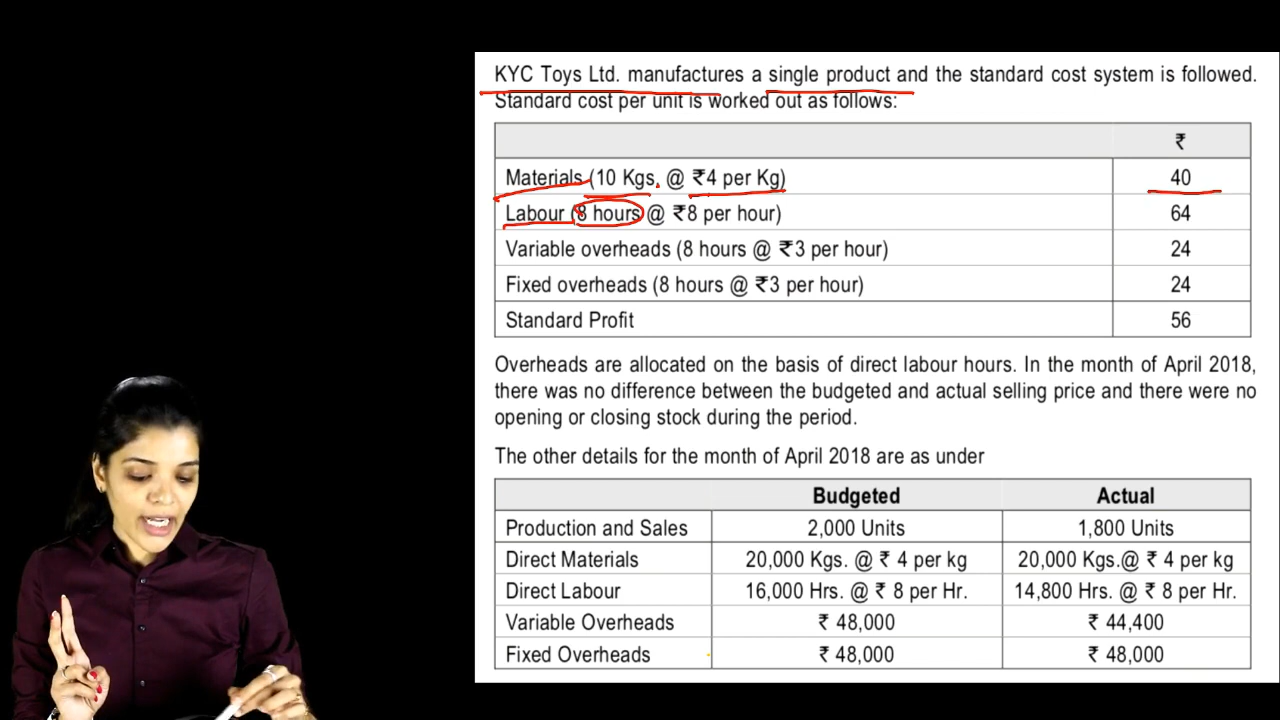 KYC Toys Ltd. manufactures a single product and the standard cost system is followed.
Standard cost per unit is worked out as follows:
₹
Materials (10 Kgs. @ ₹4 per Kg) 40
Labour (8 hours @ ₹8 per hour) 64
Variable overheads (8 hours @ ₹3 per hour) 24
Fixed overheads (8 hours @ ₹3 per hour) 24
Standard Profit 56
Overheads are allocated on the basis of direct labour hours. In the month of April 2018,
there was no difference between the budgeted and actual selling price and there were no
opening or closing stock during the period.
The other details for the month of April 2018 are as under
Budgeted Actual
Production and Sales 2,000 Units 1,800 Units
Direct Materials 20,000 Kgs. @ ₹ 4 per kg 20,000 Kgs.@ ₹ 4 per kg
Direct Labour 16,000 Hrs. @ ₹ 8 per Hr. 14,800 Hrs. @ ₹ 8 per Hr.
Variable Overheads ₹ 48,000 ₹ 44,400
Fixed Overheads ₹ 48,000 ₹ 48,000